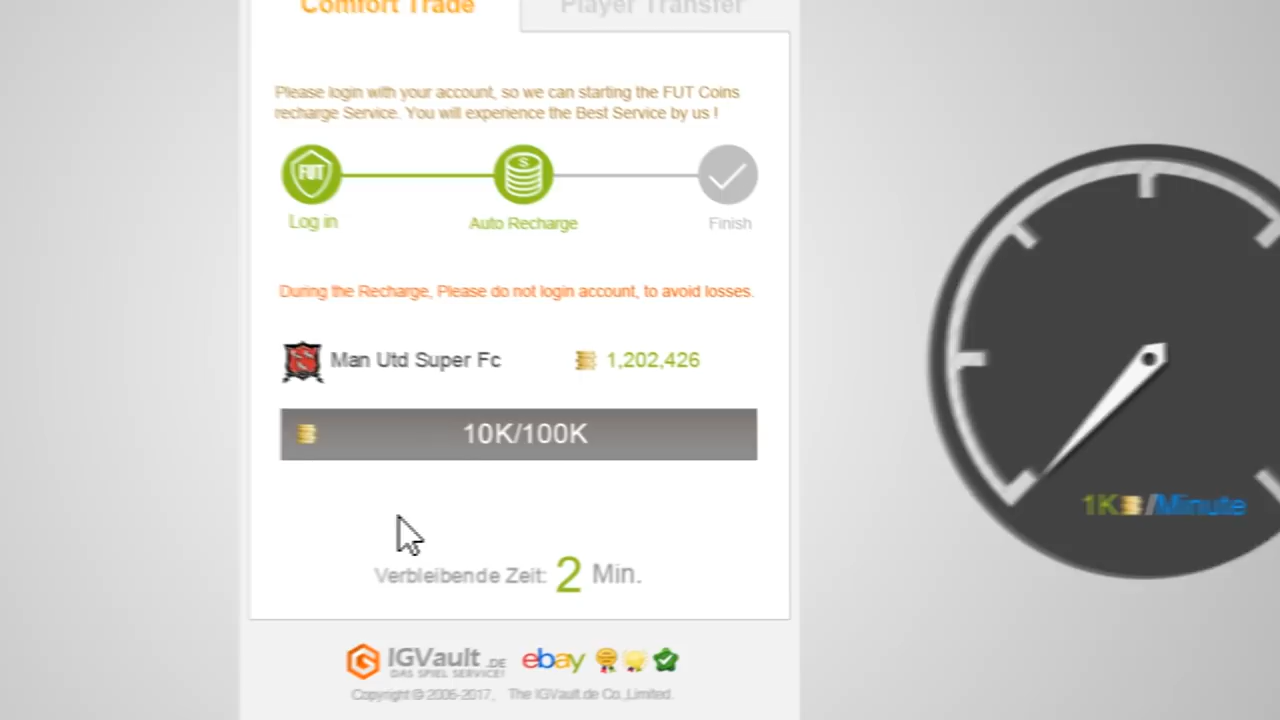 Comfort Trade
Player Transfer
Please login with your account, so we can starting the FUT Coins
recharge Service. You will experience the Best Service by us !
FUT
$
Log in
Auto Recharge
Finish
During the Recharge, Please do not login account, to avoid losses.
Man Utd Super Fc
1,202,426
10K/100K
1K/Minute
Verbleibende Zeit: 2 Min.
IGVault.DE
DAS SPIEL SERVICE!
ebay
Copyright © 2006-2017, The IGVault.de Co.,Limited.